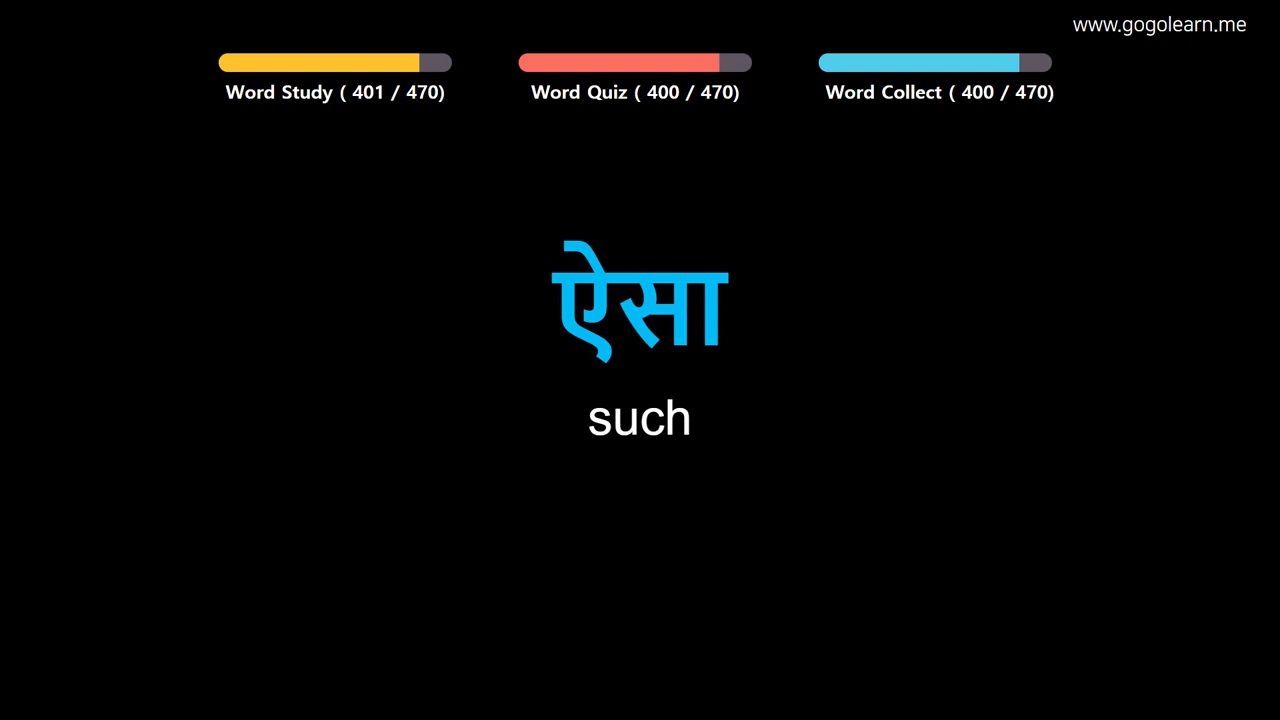 www.gogolearn.me
Word Study ( 401 / 470)
Word Quiz ( 400 / 470)
Word Collect ( 400 / 470)
ऐसा
such